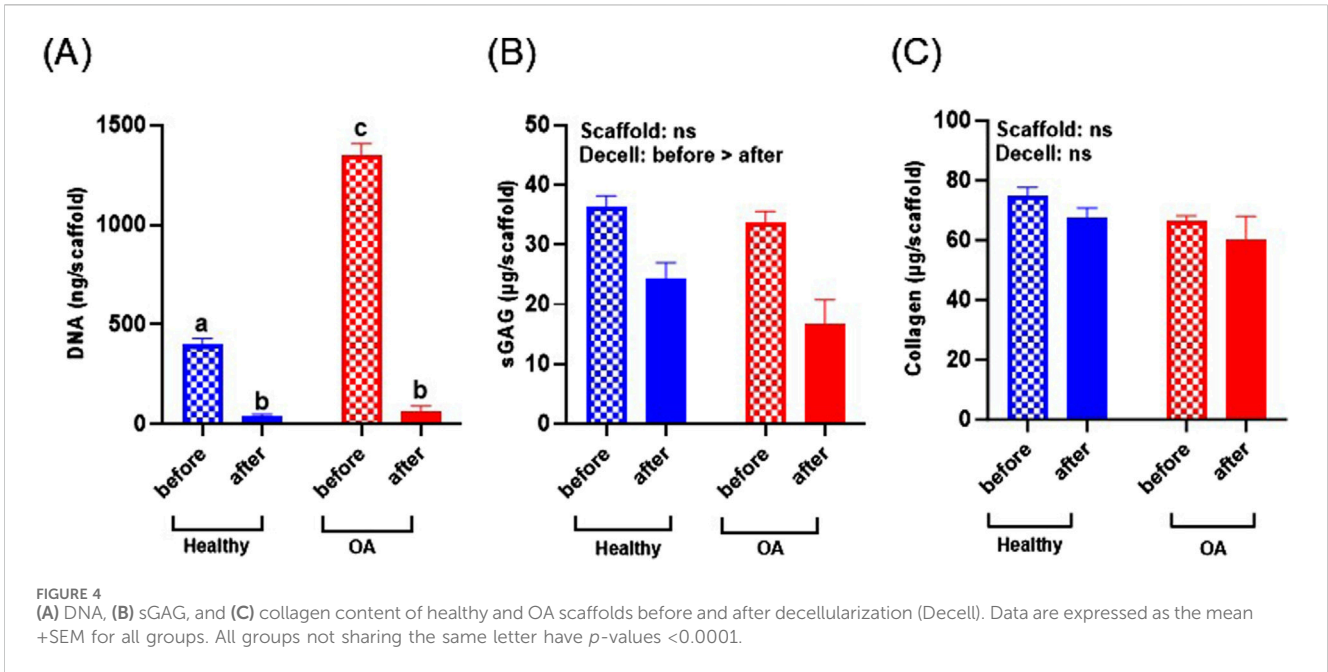 (A)
DNA (ng/scaffold)
1500
1000
500
0
a
b
c
b
before
after
before
after
Healthy
OA
(B)
sGAG (µg/scaffold)
50
40
30
20
10
0
Scaffold: ns
Decell: before > after
before
after
before
after
Healthy
OA
(C)
Collagen (µg/scaffold)
100
80
60
40
20
0
Scaffold: ns
Decell: ns
before
after
before
after
Healthy
OA
FIGURE 4
(A) DNA, (B) sGAG, and (C) collagen content of healthy and OA scaffolds before and after decellularization (Decell). Data are expressed as the mean
+SEM for all groups. All groups not sharing the same letter have p-values <0.0001.